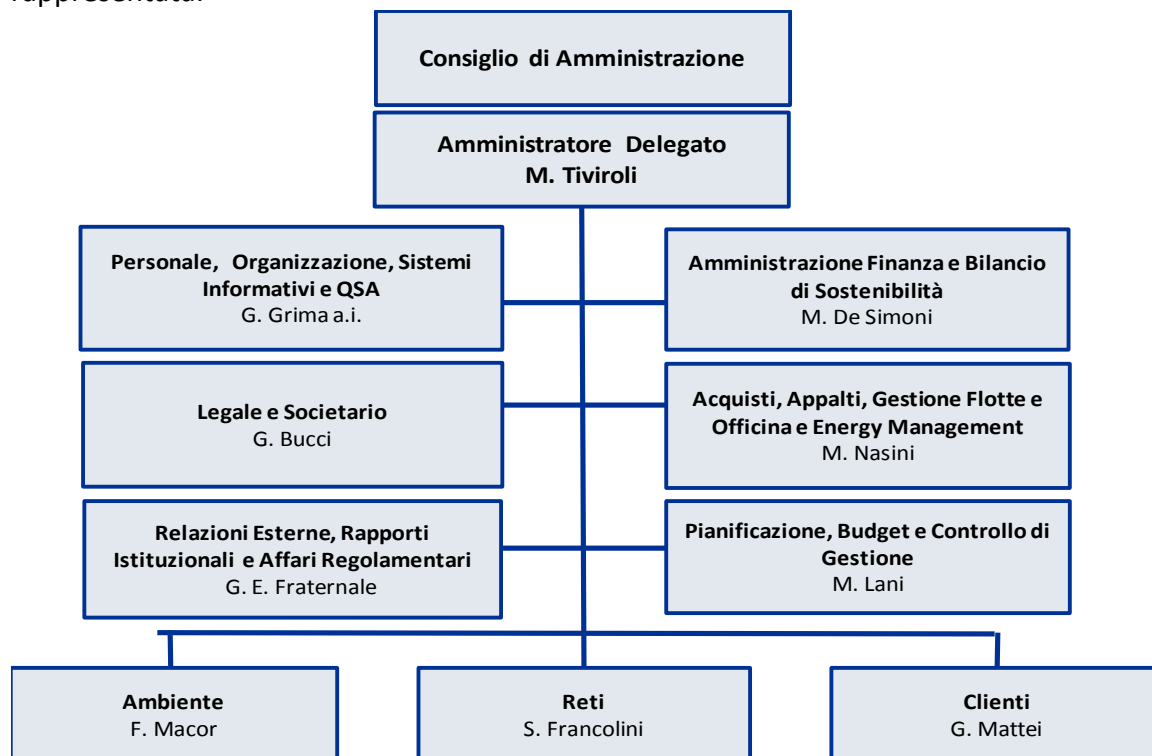 rappresentata:
Consiglio di Amministrazione
Amministratore Delegato
M. Tiviroli
Personale, Organizzazione, Sistemi
Informativi e QSA
G. Grima a.i.
Amministrazione Finanza e Bilancio
di Sostenibilità
M. De Simoni
Legale e Societario
G. Bucci
Acquisti, Appalti, Gestione Flotte e
Officina e Energy Management
M. Nasini
Relazioni Esterne, Rapporti
Istituzionali e Affari Regolamentari
G. E. Fraternale
Pianificazione, Budget e Controllo di
Gestione
M. Lani
Ambiente
F. Macor
Reti
S. Francolini
Clienti
G. Mattei